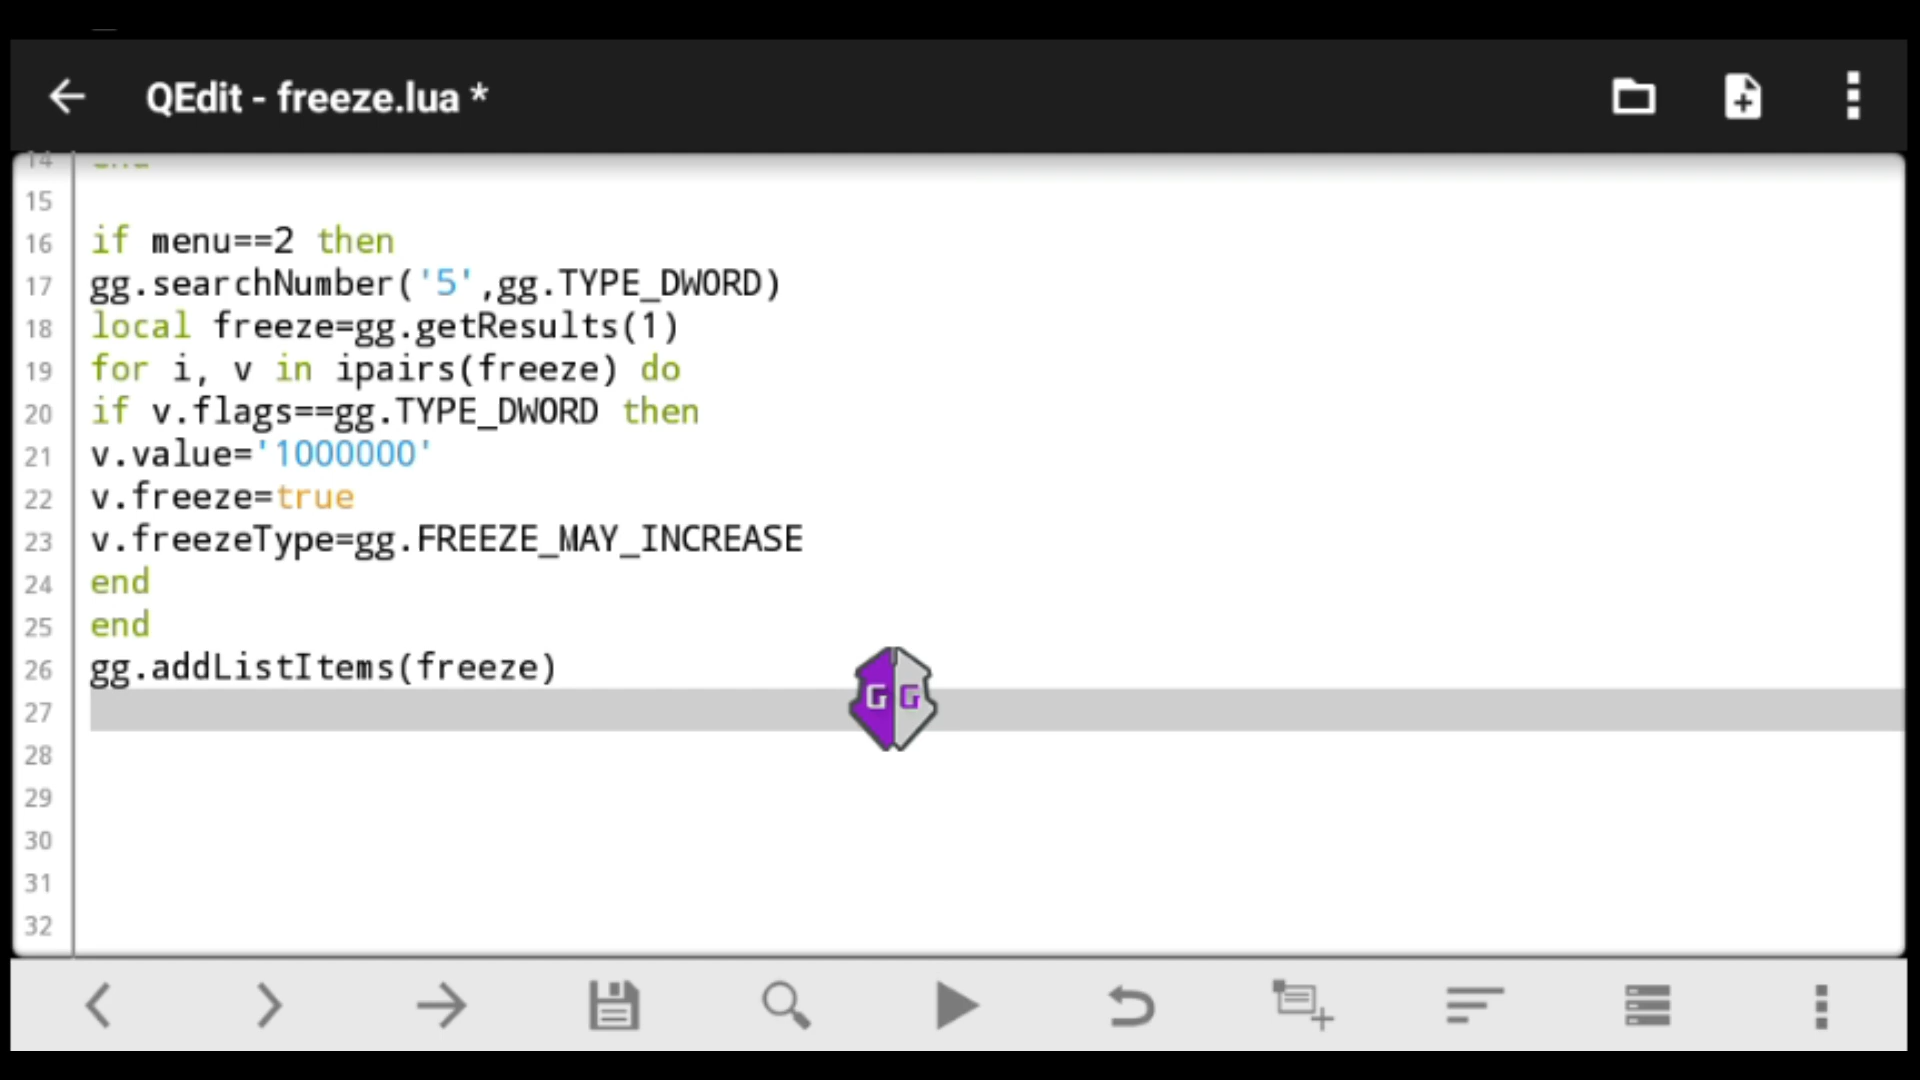 QEdit - freeze.lua *
14 end
15
16 if menu==2 then
17 gg.searchNumber('5',gg.TYPE_DWORD)
18 local freeze=gg.getResults(1)
19 for i, v in ipairs(freeze) do
20 if v.flags==gg.TYPE_DWORD then
21 v.value='1000000'
22 v.freeze=true
23 v.freezeType=gg.FREEZE_MAY_INCREASE
24 end
25 end
26 gg.addListItems(freeze)
27
28
29
30
31
32
G G